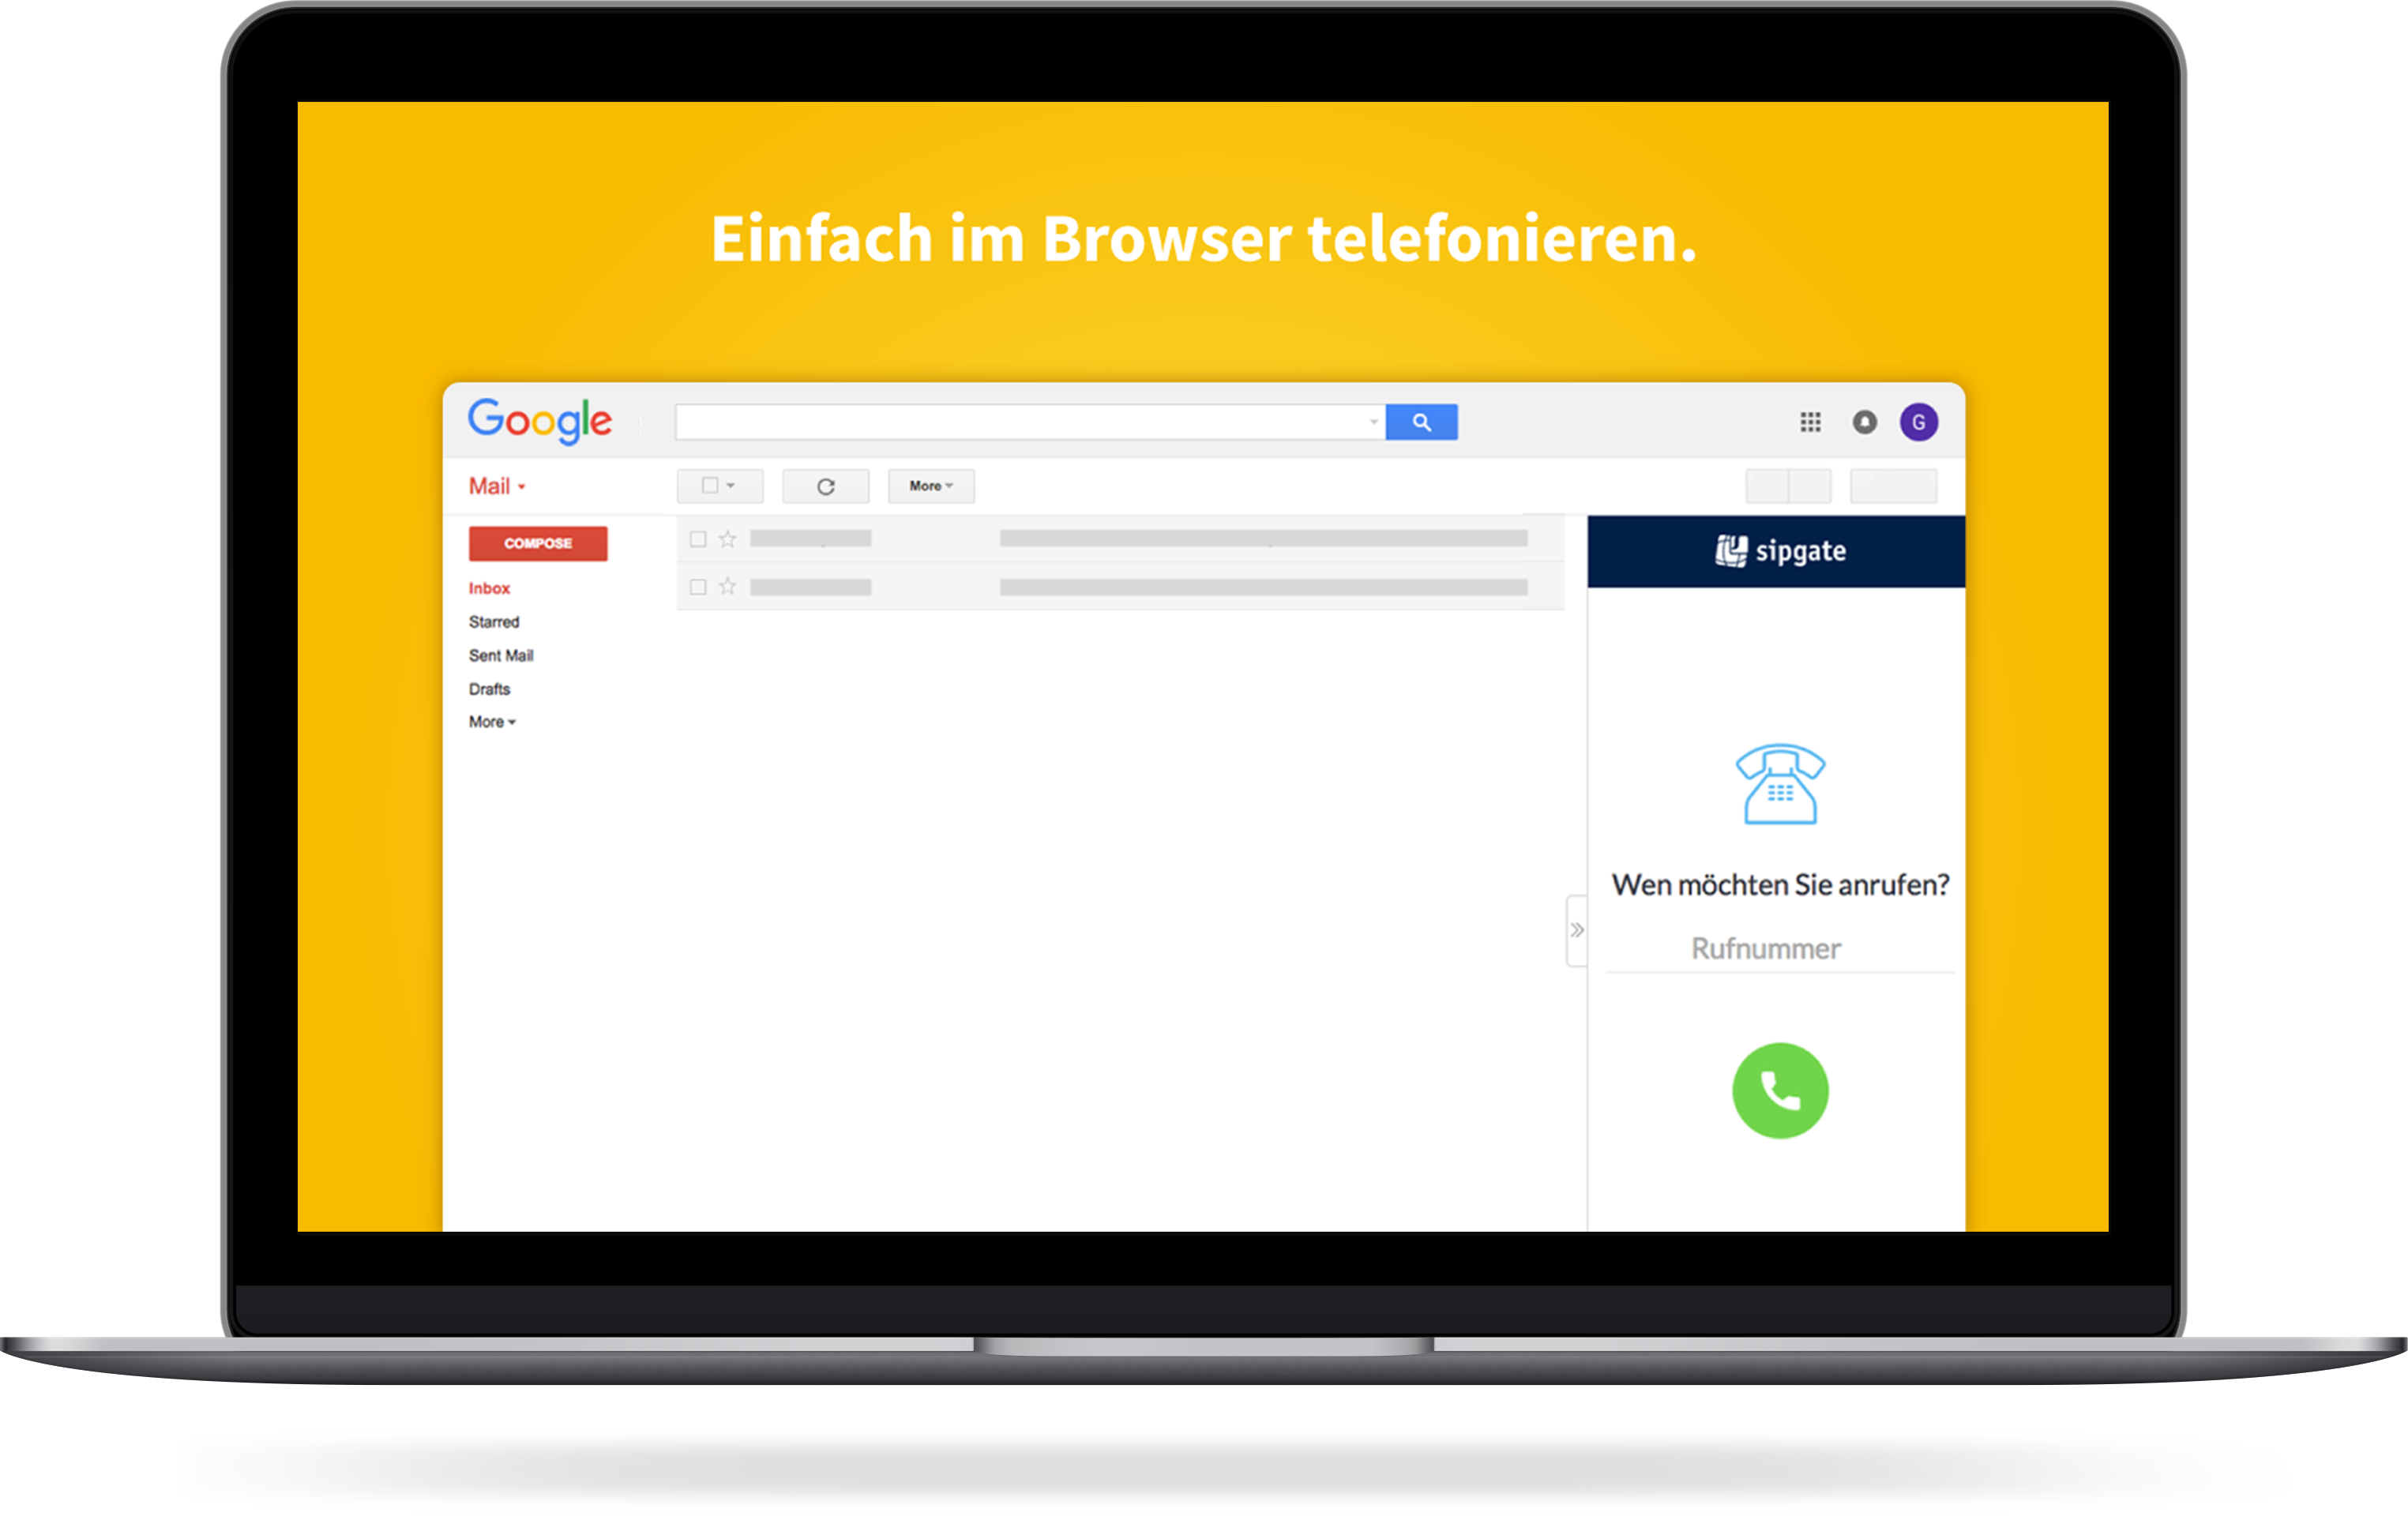 Einfach im Browser telefonieren.
Google
G
Mail
More
COMPOSE
Inbox
Starred
Sent Mail
Drafts
More
sipgate
Wen möchten Sie anrufen?
Rufnummer